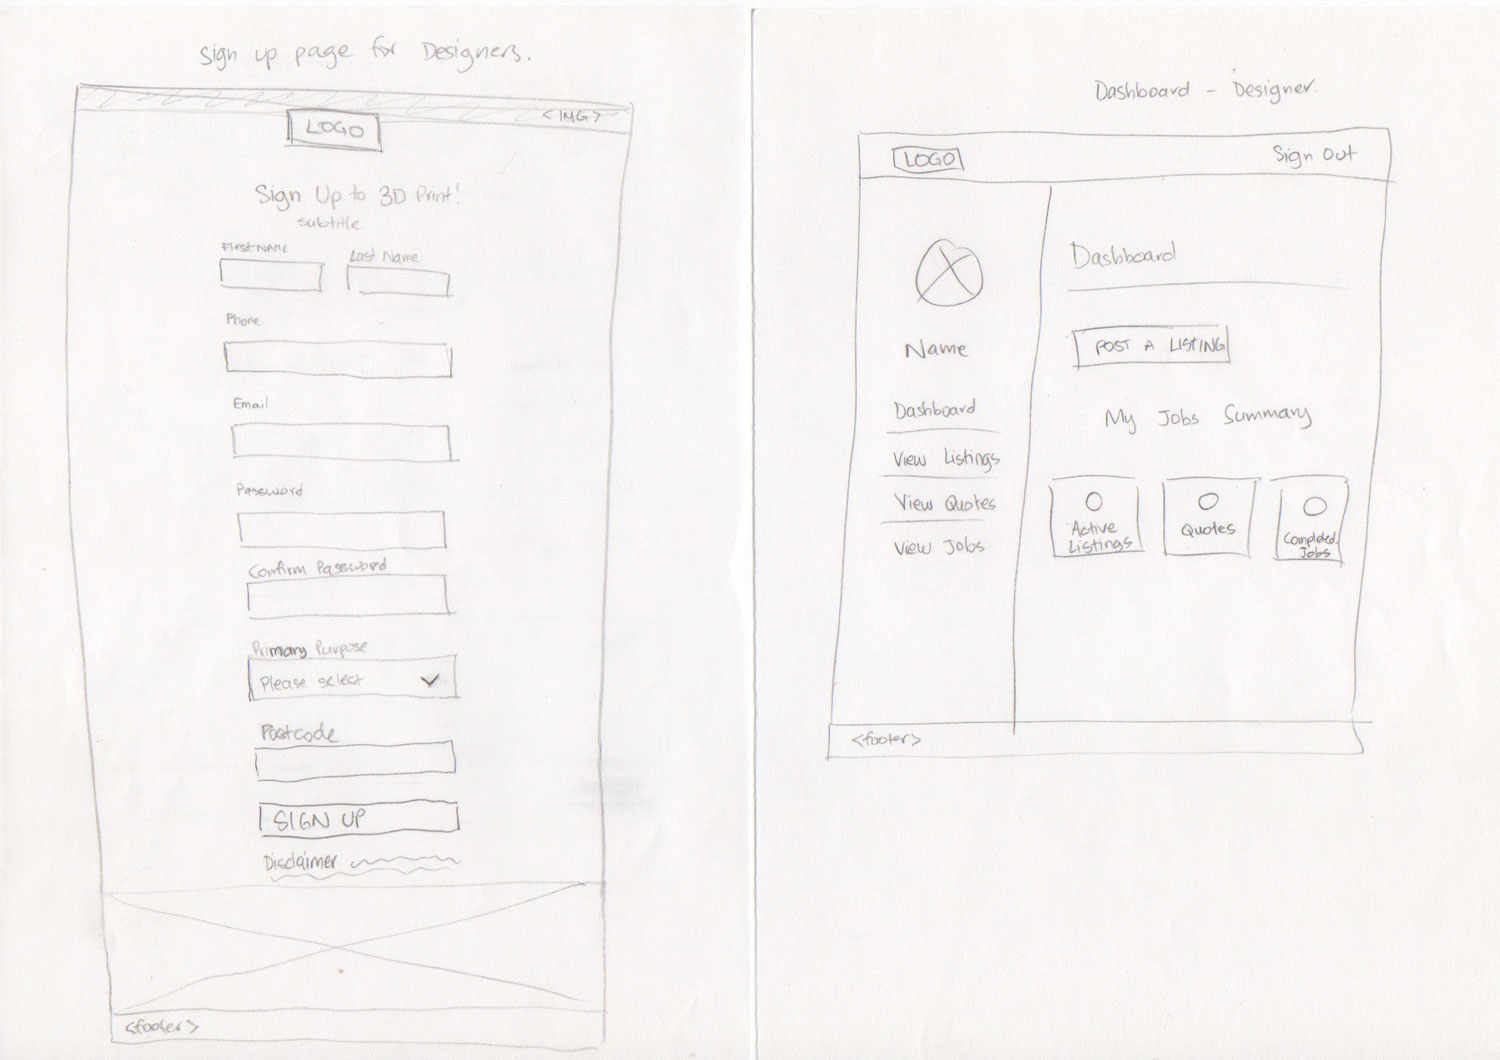 Sign up page for Designers.
<IMG>
LOGO
Sign Up to 3D Print!
subtitle
First NAME
Last Name
Phone
Email
Password
Confirm Password
Primary Purpose
Please select
Postcode
SIGN UP
Disclaimer
<footer>
Dashboard - Designer.
LOGO
Sign Out
Name
Dashboard
View Listings
View Quotes
View Jobs
Dashboard
POST A LISTING
My Jobs Summary
0
Active
Listings
0
Quotes
0
Completed
Jobs
<footer>